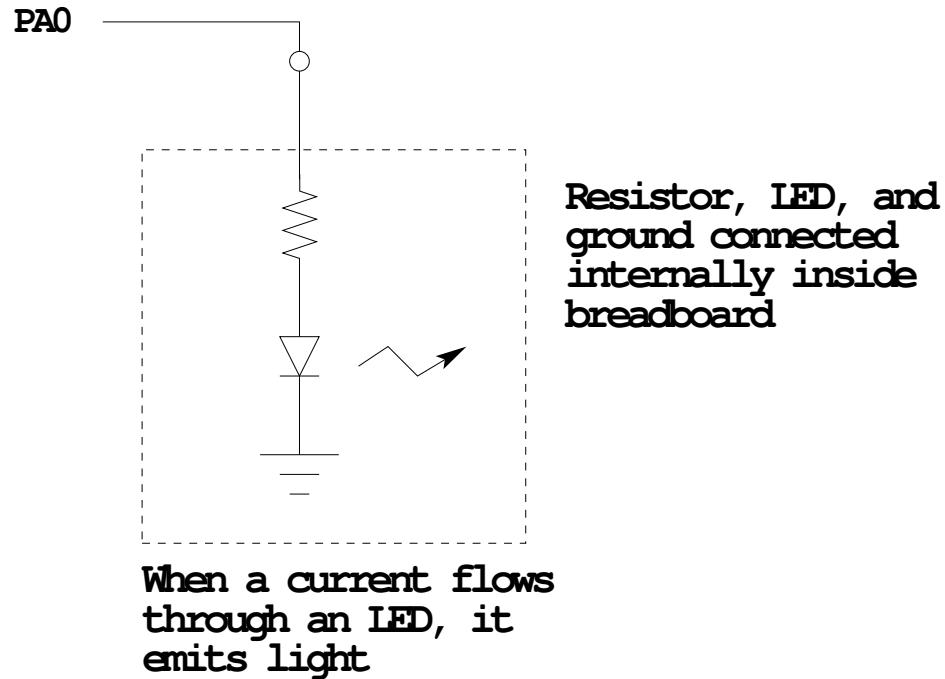 PA0
Resistor, LED, and
ground connected
internally inside
breadboard
When a current flows
through an LED, it
emits light